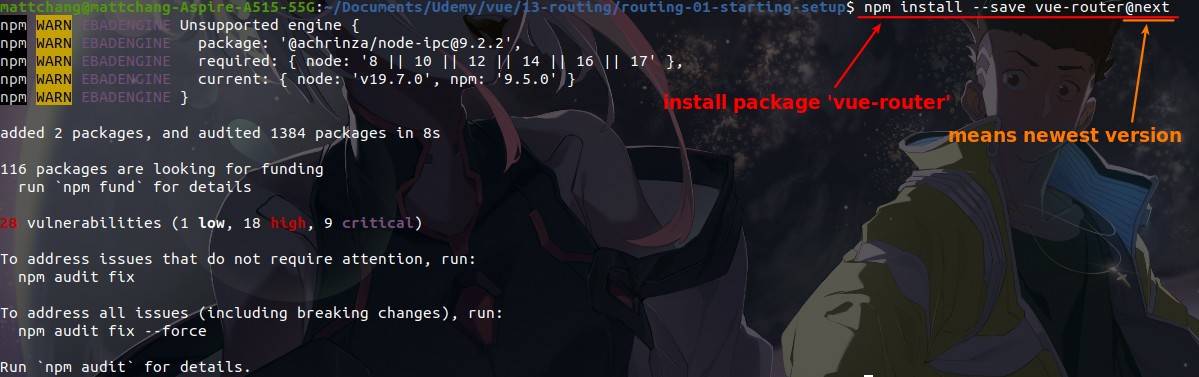 mattchang@mattchang-Aspire-A515-55G:~/Documents/Udemy/vue/13-routing/routing-01-starting-setup$ npm install --save vue-router@next
npm WARN EBADENGINE Unsupported engine {
npm WARN EBADENGINE   package: '@achrinza/node-ipc@9.2.2',
npm WARN EBADENGINE   required: { node: '8 || 10 || 12 || 14 || 16 || 17' },
npm WARN EBADENGINE   current: { node: 'v19.7.0', npm: '9.5.0' }
npm WARN EBADENGINE }
install package 'vue-router'
means newest version
added 2 packages, and audited 1384 packages in 8s
116 packages are looking for funding
  run `npm fund` for details
28 vulnerabilities (1 low, 18 high, 9 critical)
To address issues that do not require attention, run:
  npm audit fix
To address all issues (including breaking changes), run:
  npm audit fix --force
Run `npm audit` for details.